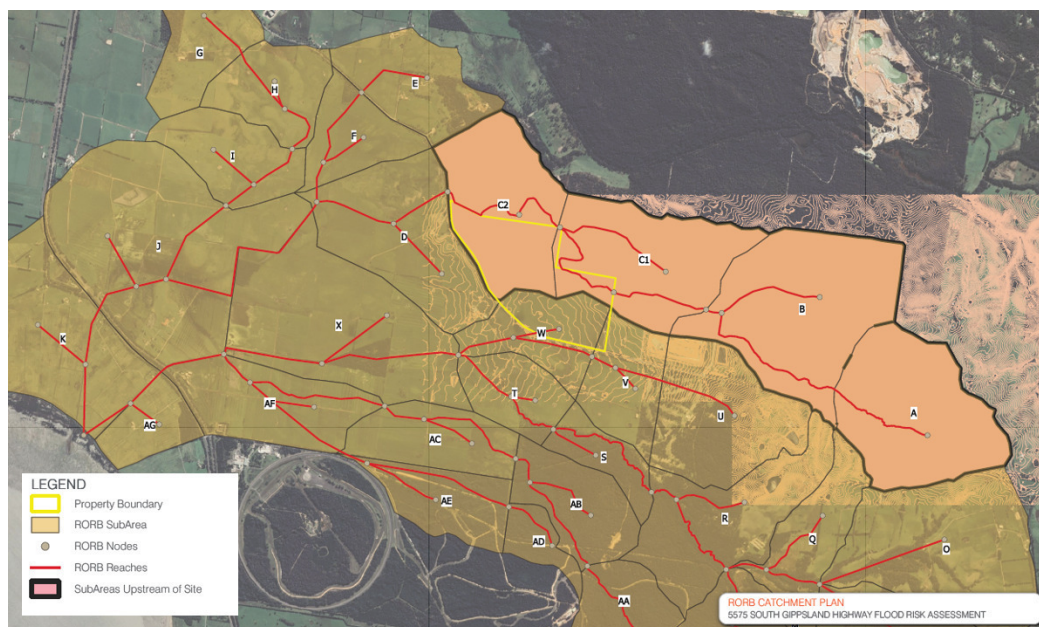 G
H
E
F
I
C2
D
J
C1
B
K
X
W
V
T
U
A
AF
AG
AC
S
AE
AB
R
Q
O
AD
AA
LEGEND
Property Boundary
RORB SubArea
RORB Nodes
RORB Reaches
SubAreas Upstream of Site
RORB CATCHMENT PLAN
5575 SOUTH GIPPSLAND HIGHWAY FLOOD RISK ASSESSMENT